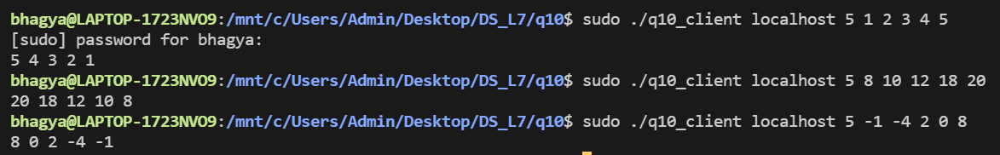 bhagya@LAPTOP-1723NVO9:/mnt/c/Users/Admin/Desktop/DS_L7/q10$ sudo ./q10_client localhost 5 1 2 3 4 5
[sudo] password for bhagya:
5 4 3 2 1
bhagya@LAPTOP-1723NVO9:/mnt/c/Users/Admin/Desktop/DS_L7/q10$ sudo ./q10_client localhost 5 8 10 12 18 20
20 18 12 10 8
bhagya@LAPTOP-1723NVO9:/mnt/c/Users/Admin/Desktop/DS_L7/q10$ sudo ./q10_client localhost 5 -1 -4 2 0 8
8 0 2 -4 -1